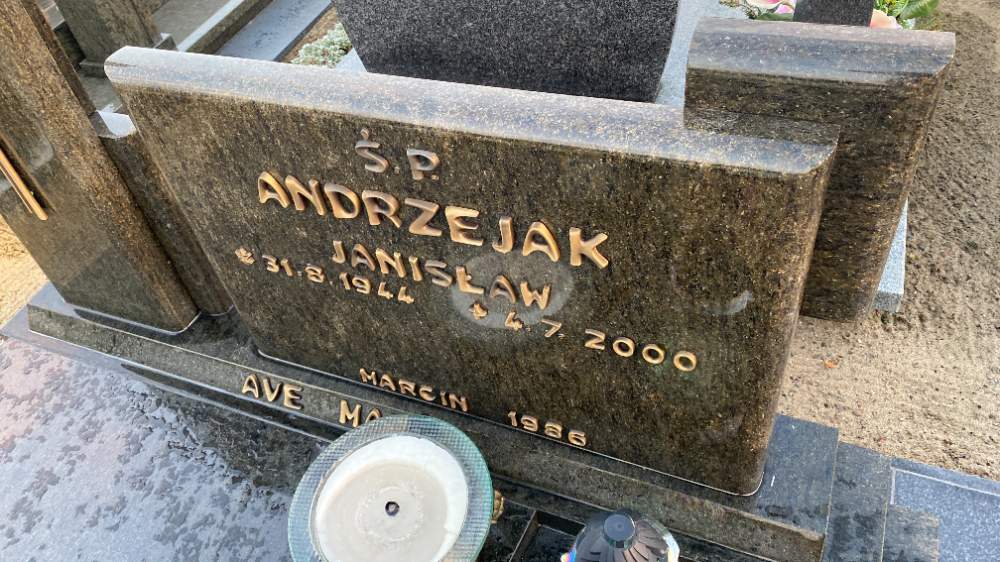 Ś.P.
ANDRZEJAK
JANISŁAW
31.8.1944 4.7.2000
MARCIN 1986
AVE